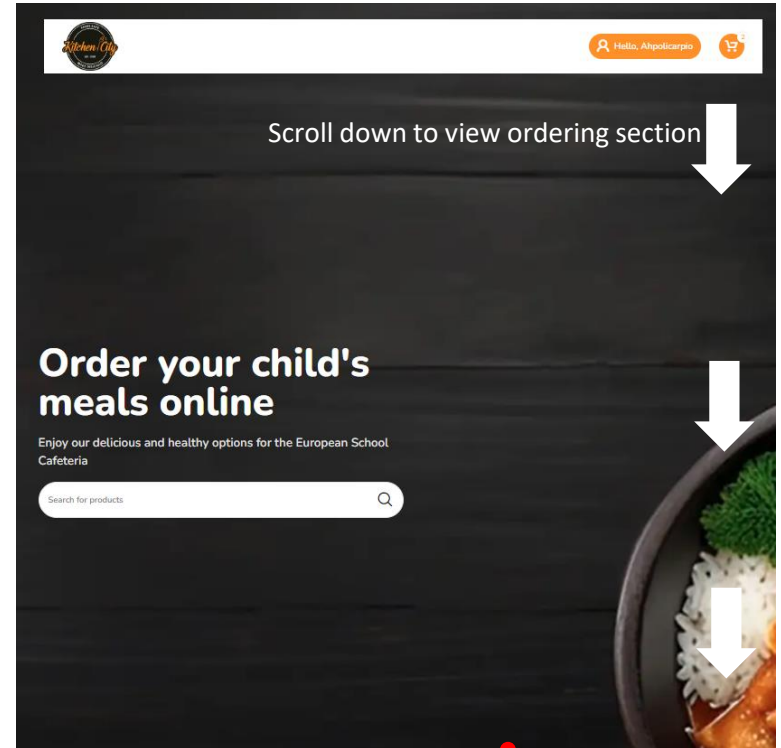 Kitchen City
Hello, Ahpolicarpio
2
Scroll down to view ordering section
Order your child's
meals online
Enjoy our delicious and healthy options for the European School
Cafeteria
Search for products